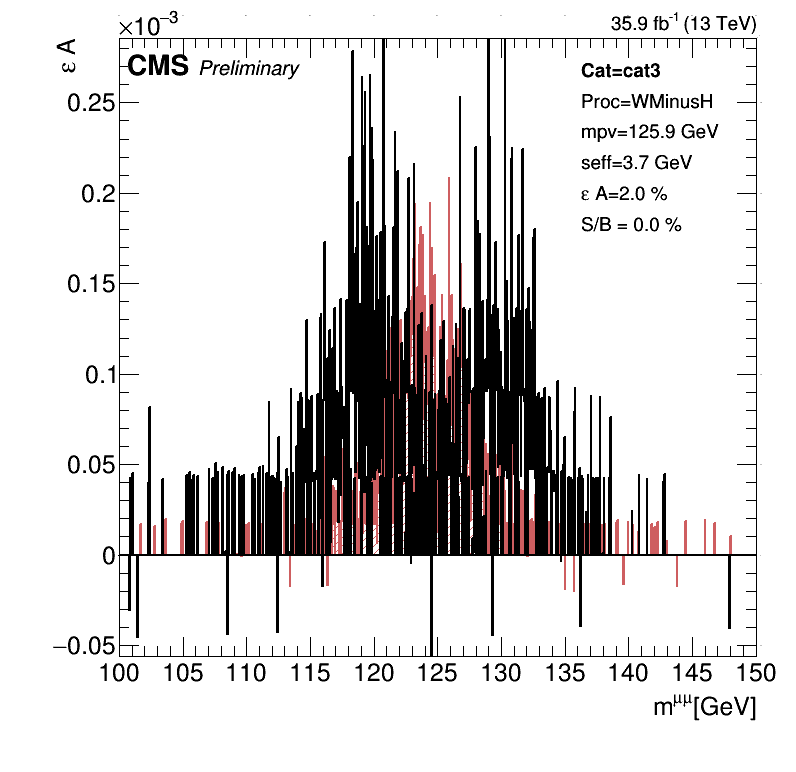 ×10⁻³
35.9 fb⁻¹ (13 TeV)
ε A
CMS Preliminary
Cat=cat3
Proc=WMinusH
mpv=125.9 GeV
seff=3.7 GeV
ε A=2.0 %
S/B = 0.0 %
0.25
0.2
0.15
0.1
0.05
0
−0.05
100 105 110 115 120 125 130 135 140 145 150
m^μμ[GeV]